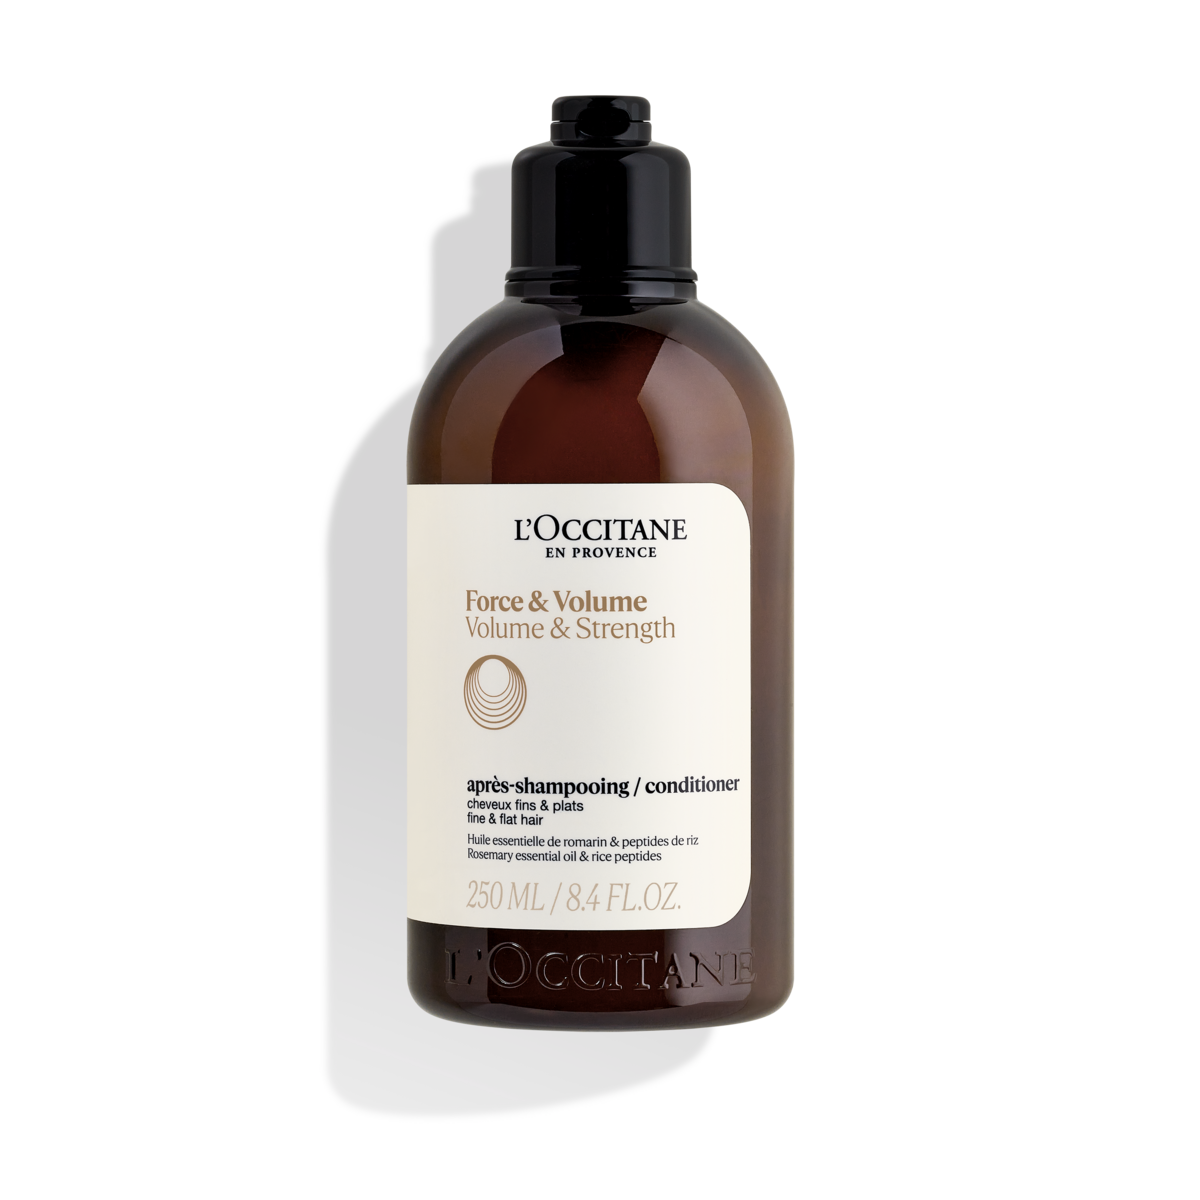 L'OCCITANE
EN PROVENCE
Force & Volume
Volume & Strength
après-shampooing / conditioner
cheveux fins & plats
fine & flat hair
Huile essentielle de romarin & peptides de riz
Rosemary essential oil & rice peptides
250 ML / 8.4 FL.OZ.
L'OCCITANE